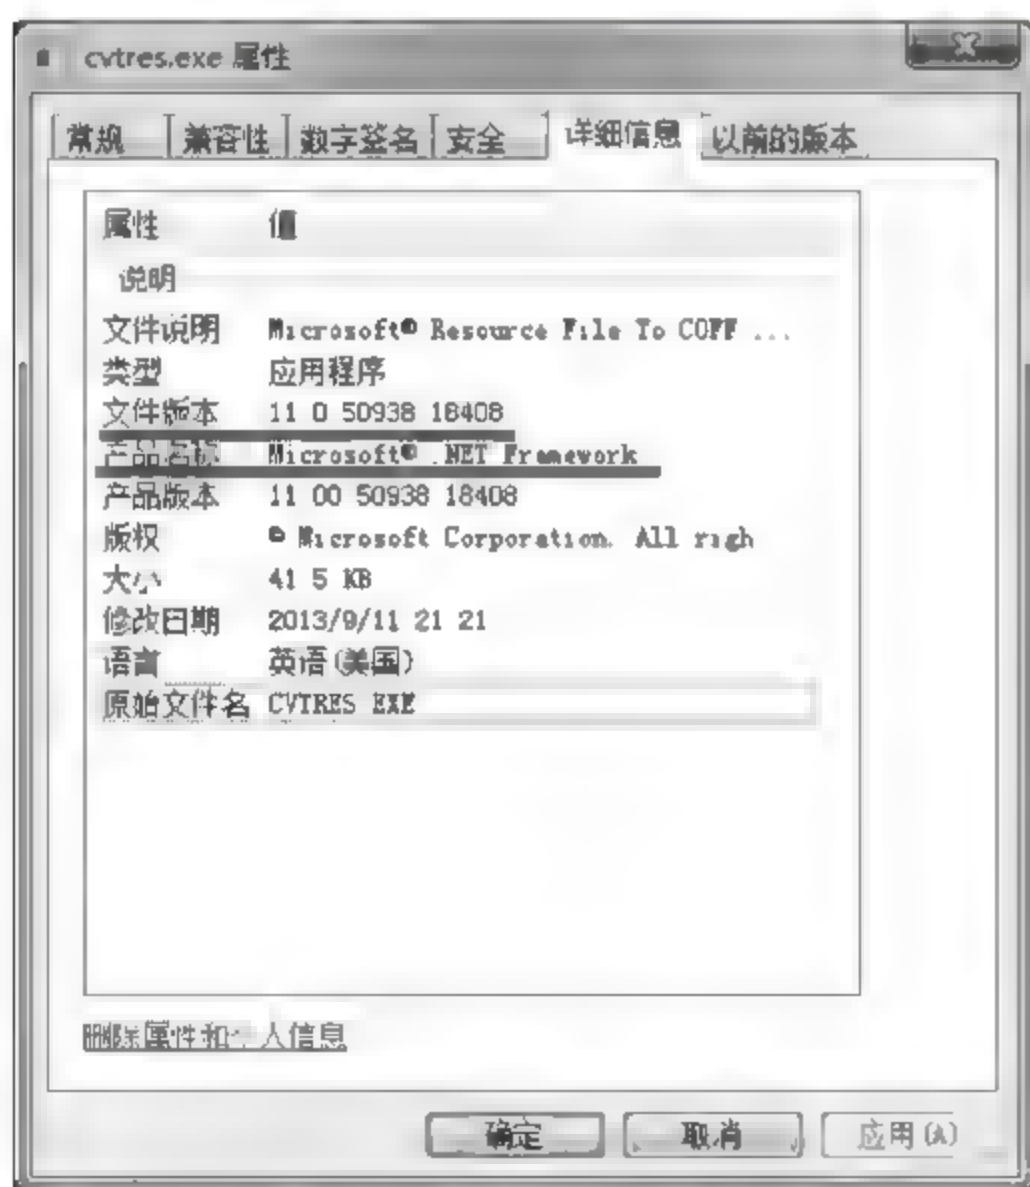 cvtres.exe 属性
常规 兼容性 数字签名 安全 详细信息 以前的版本
属性 值
说明
文件说明 Microsoft® Resource File To COFF ...
类型 应用程序
文件版本 11 0 50938 18408
产品名称 Microsoft® .NET Framework
产品版本 11 00 50938 18408
版权 © Microsoft Corporation. All righ
大小 41 5 KB
修改日期 2013/9/11 21 21
语言 英语(美国)
原始文件名 CVTRES EXE
删除属性和个人信息
确定 取消 应用(A)